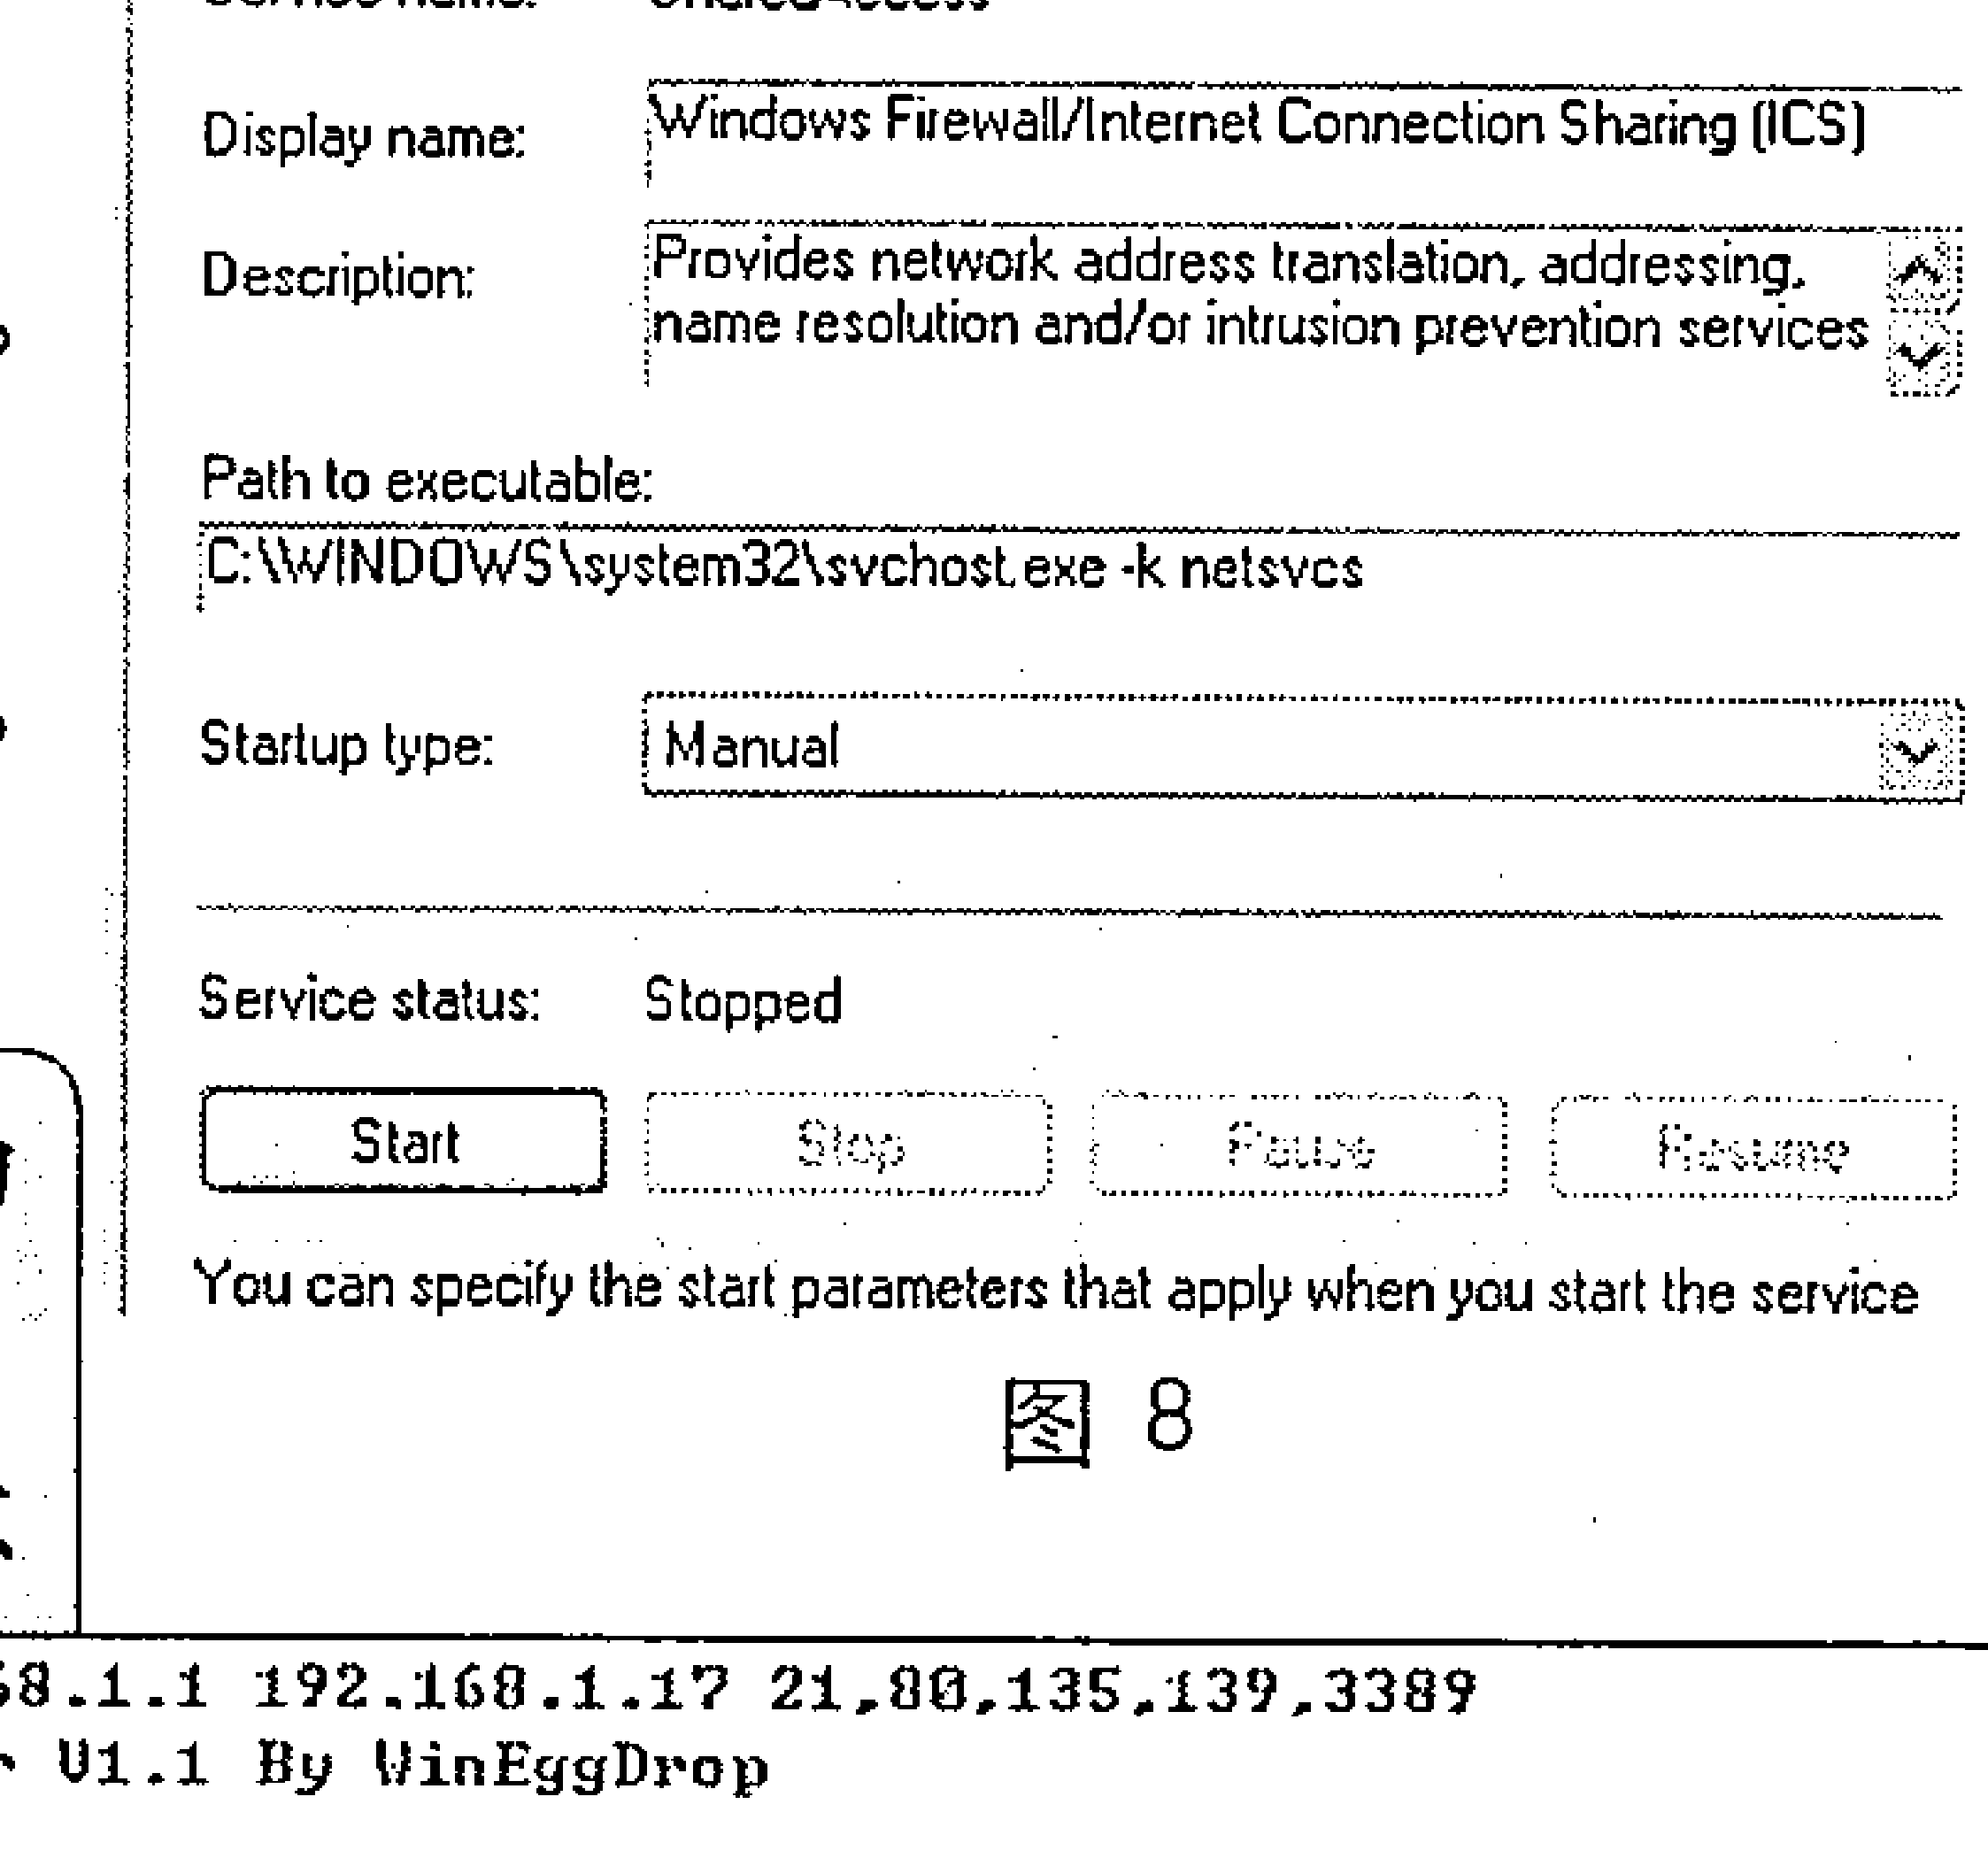 Service name: SharedAccess
Display name: Windows Firewall/Internet Connection Sharing (ICS)
Description: Provides network address translation, addressing,
name resolution and/or intrusion prevention services
Path to executable:
C:\WINDOWS\system32\svchost.exe -k netsvcs
Startup type: Manual
Service status: Stopped
Start Stop Pause Resume
You can specify the start parameters that apply when you start the service
图 8
68.1.1 192.168.1.17 21,80,135,139,3389
V1.1 By WinEggDrop